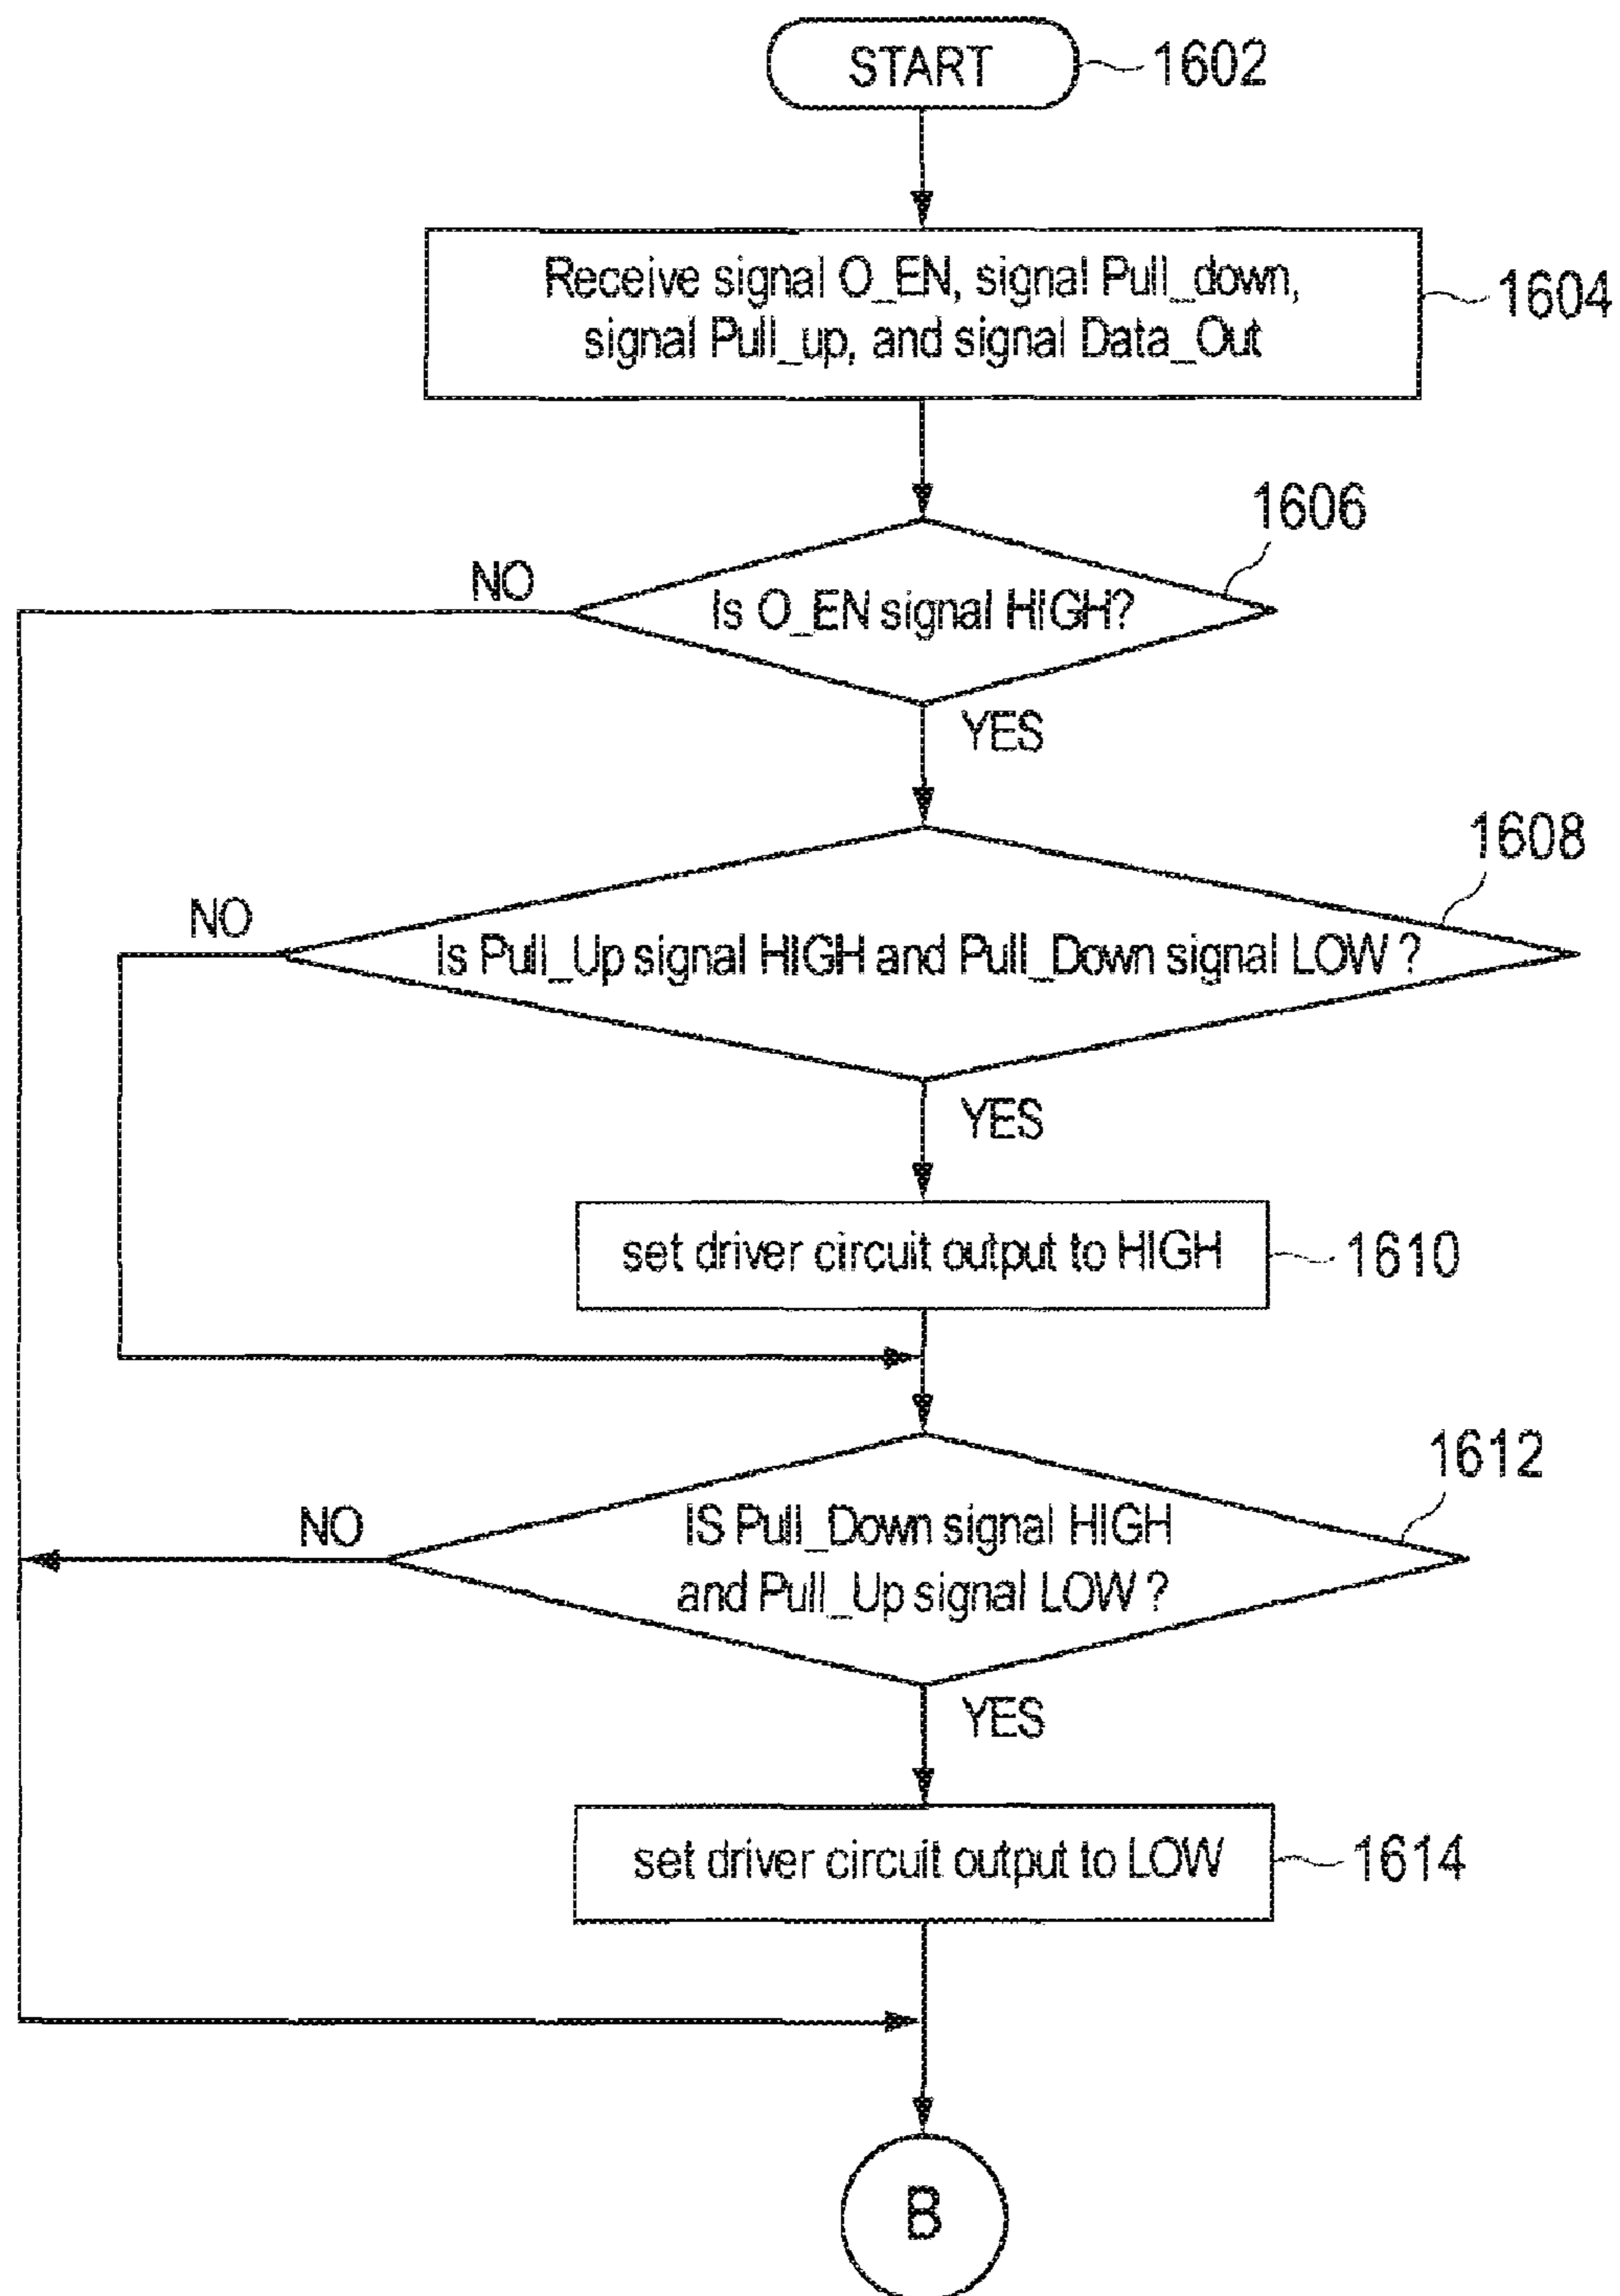 START
1602
Receive signal O_EN, signal Pull_down,
signal Pull_up, and signal Data_Out
1604
1606
NO
Is O_EN signal HIGH?
YES
1608
NO
Is Pull_Up signal HIGH and Pull_Down signal LOW ?
YES
set driver circuit output to HIGH
1610
1612
NO
IS Pull_Down signal HIGH
and Pull_Up signal LOW ?
YES
set driver circuit output to LOW
1614
B